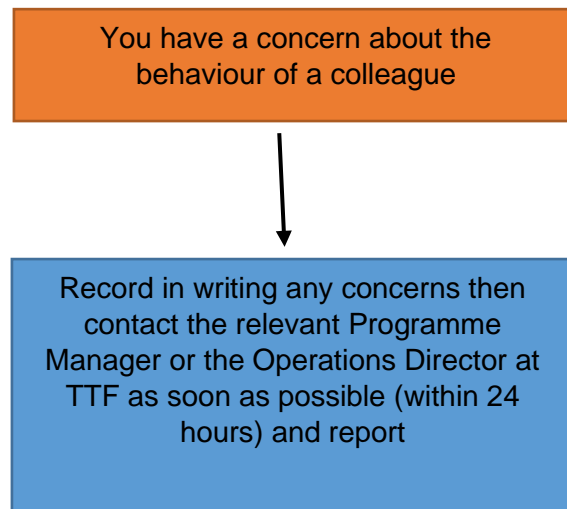 You have a concern about the
behaviour of a colleague
Record in writing any concerns then
contact the relevant Programme
Manager or the Operations Director at
TTF as soon as possible (within 24
hours) and report